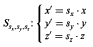 S_{s_x,s_y,s_z}: { x' = s_x · x
y' = s_y · y
z' = s_z · z